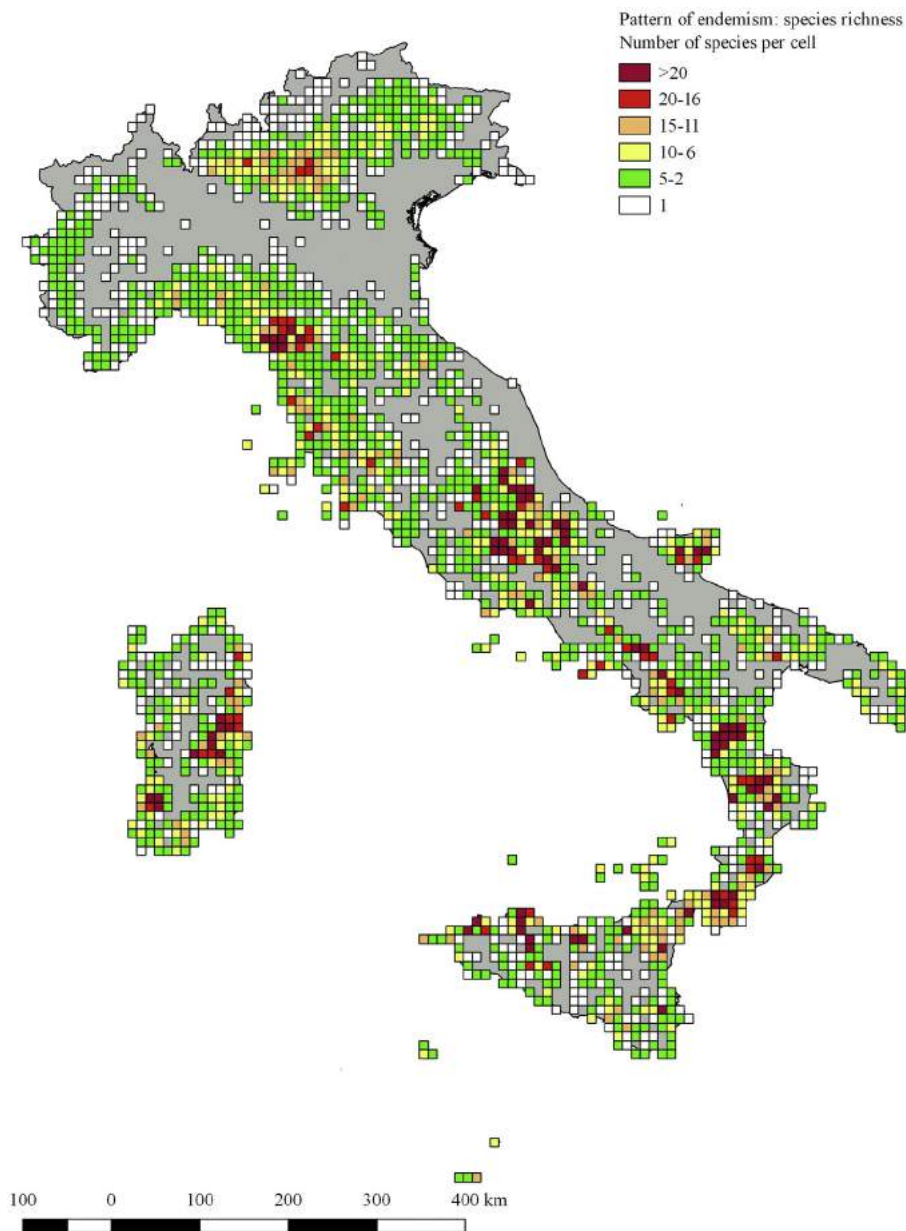 Pattern of endemism: species richness
Number of species per cell
>20
20-16
15-11
10-6
5-2
1
100 0 100 200 300 400 km